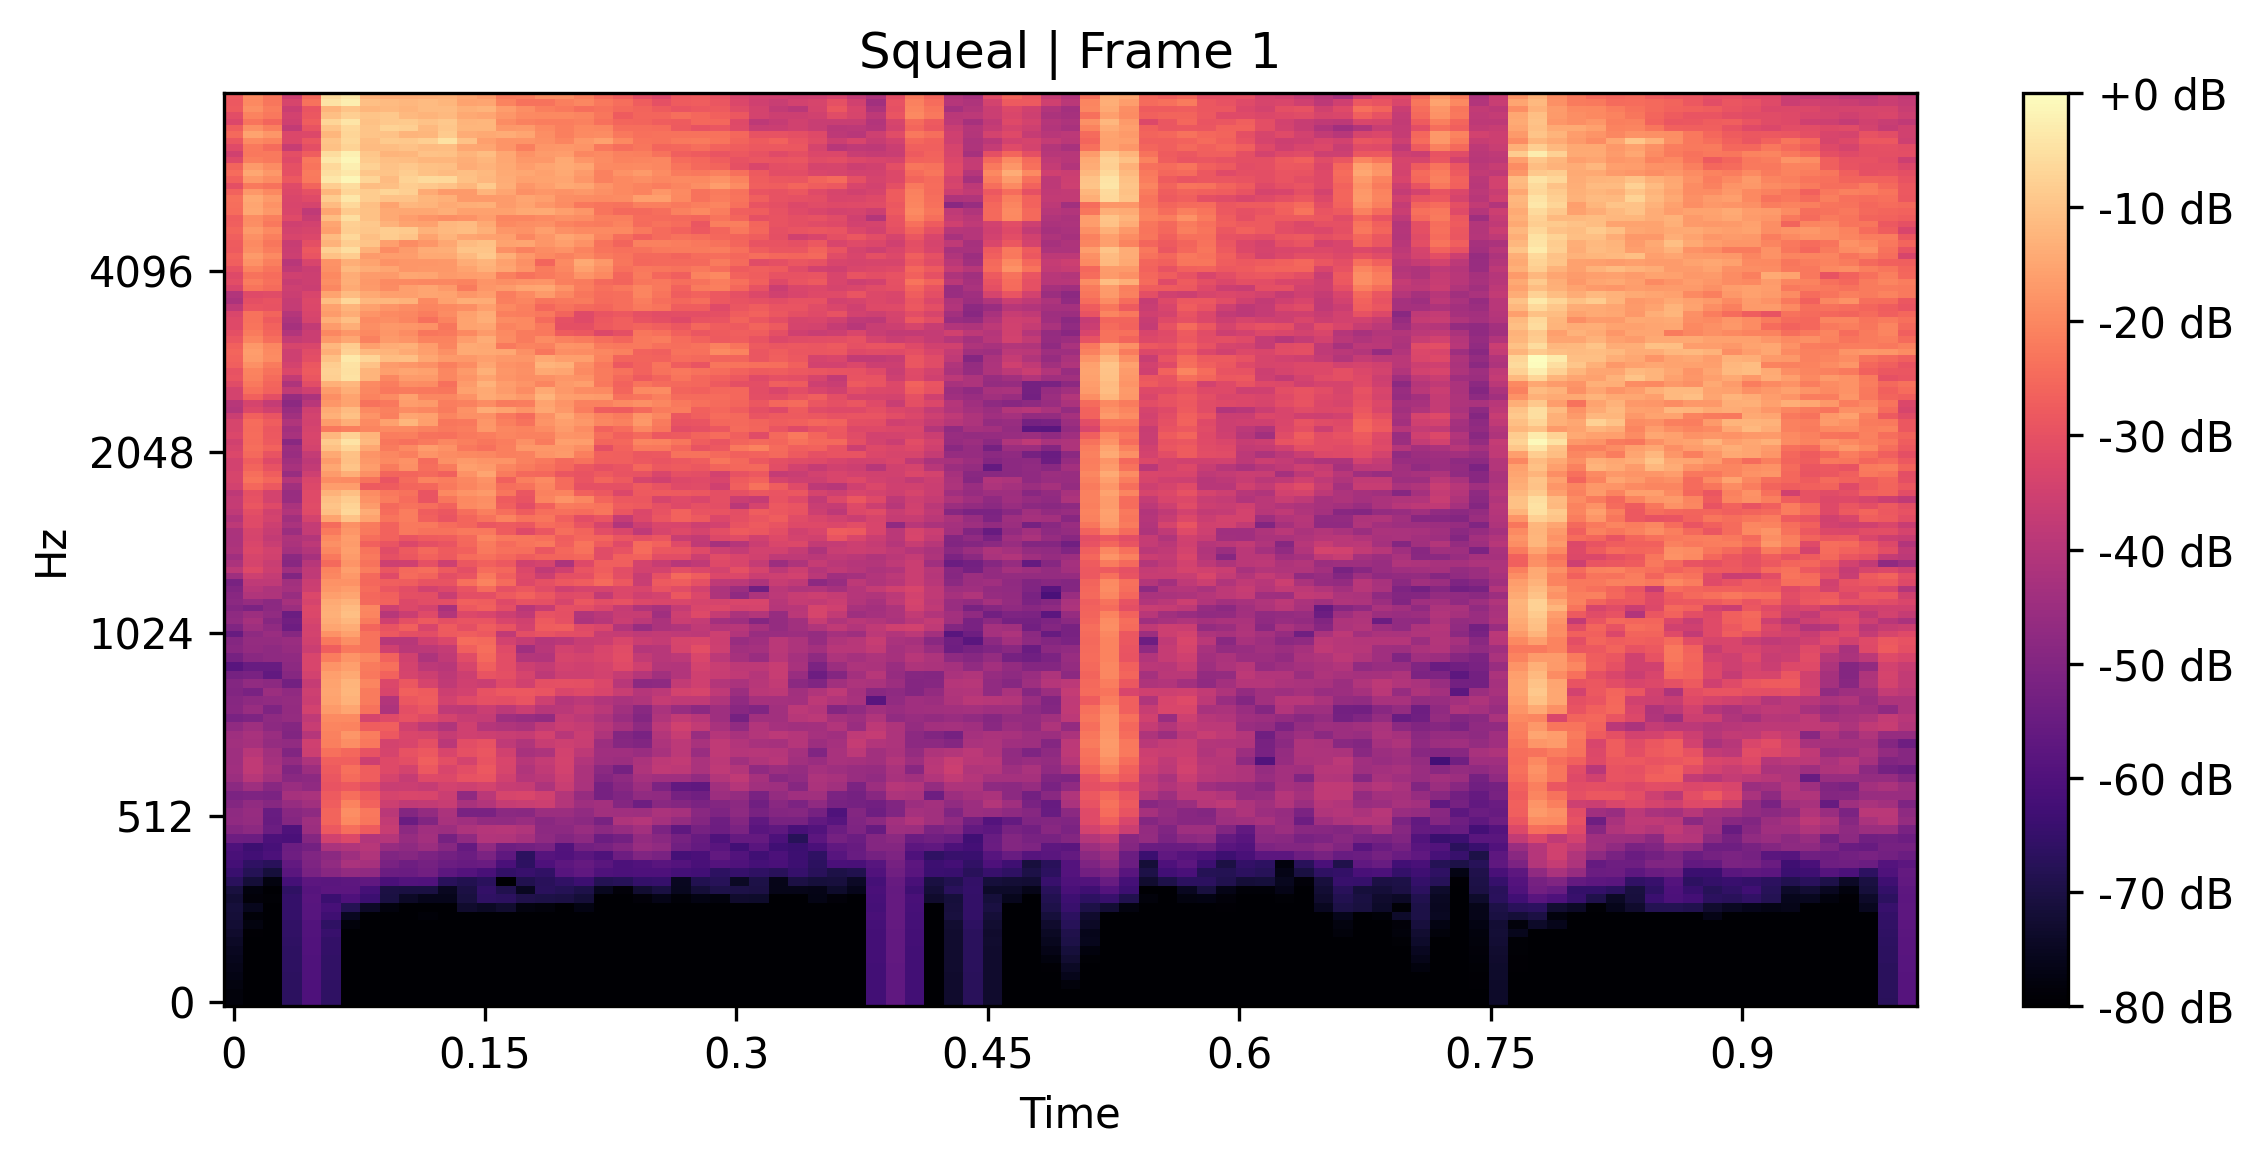 Squeal | Frame 1
Hz
4096
2048
1024
512
0
0 0.15 0.3 0.45 0.6 0.75 0.9
Time
+0 dB
-10 dB
-20 dB
-30 dB
-40 dB
-50 dB
-60 dB
-70 dB
-80 dB